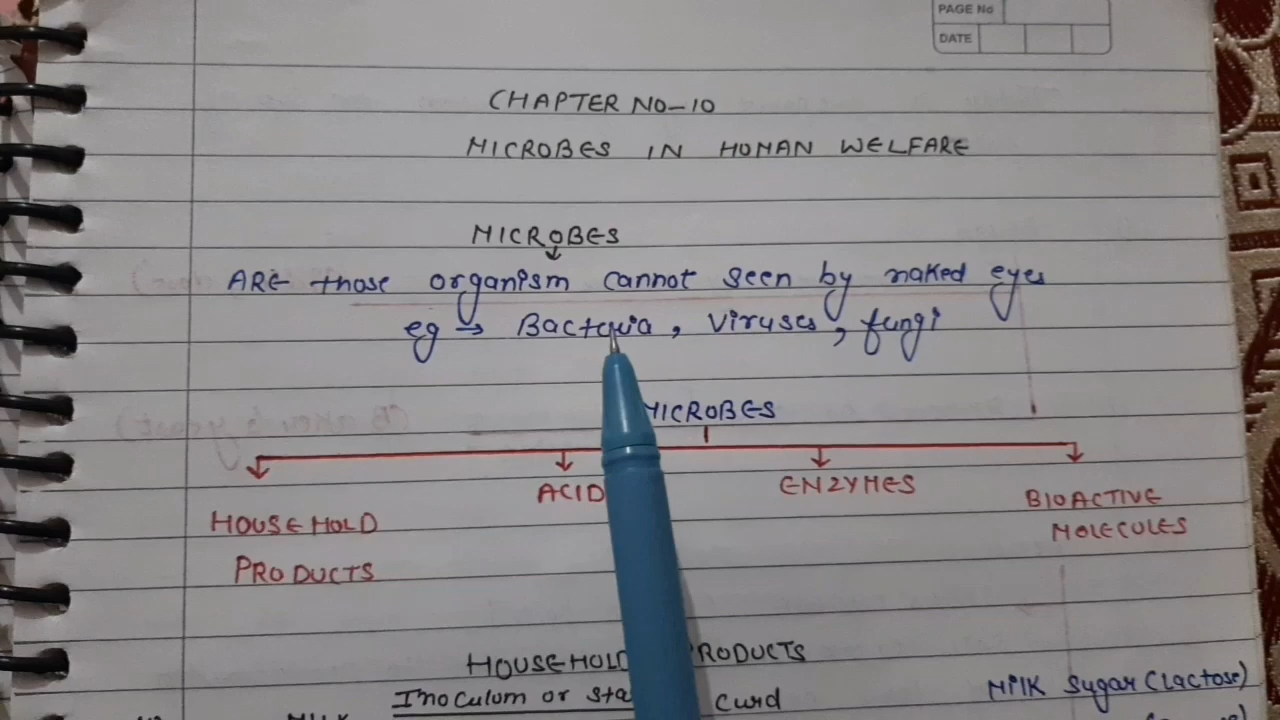 PAGE No
DATE
CHAPTER NO-10
MICROBES IN HUMAN WELFARE
MICROBES
ARE those organism cannot seen by naked eyes
eg → Bacteria, Viruses, fungi
MICROBES
HOUSEHOLD PRODUCTS
ACID
ENZYMES
BIOACTIVE MOLECULES
HOUSEHOLD PRODUCTS
Inoculum or Curd
Milk Sugar (Lactose)
MILK